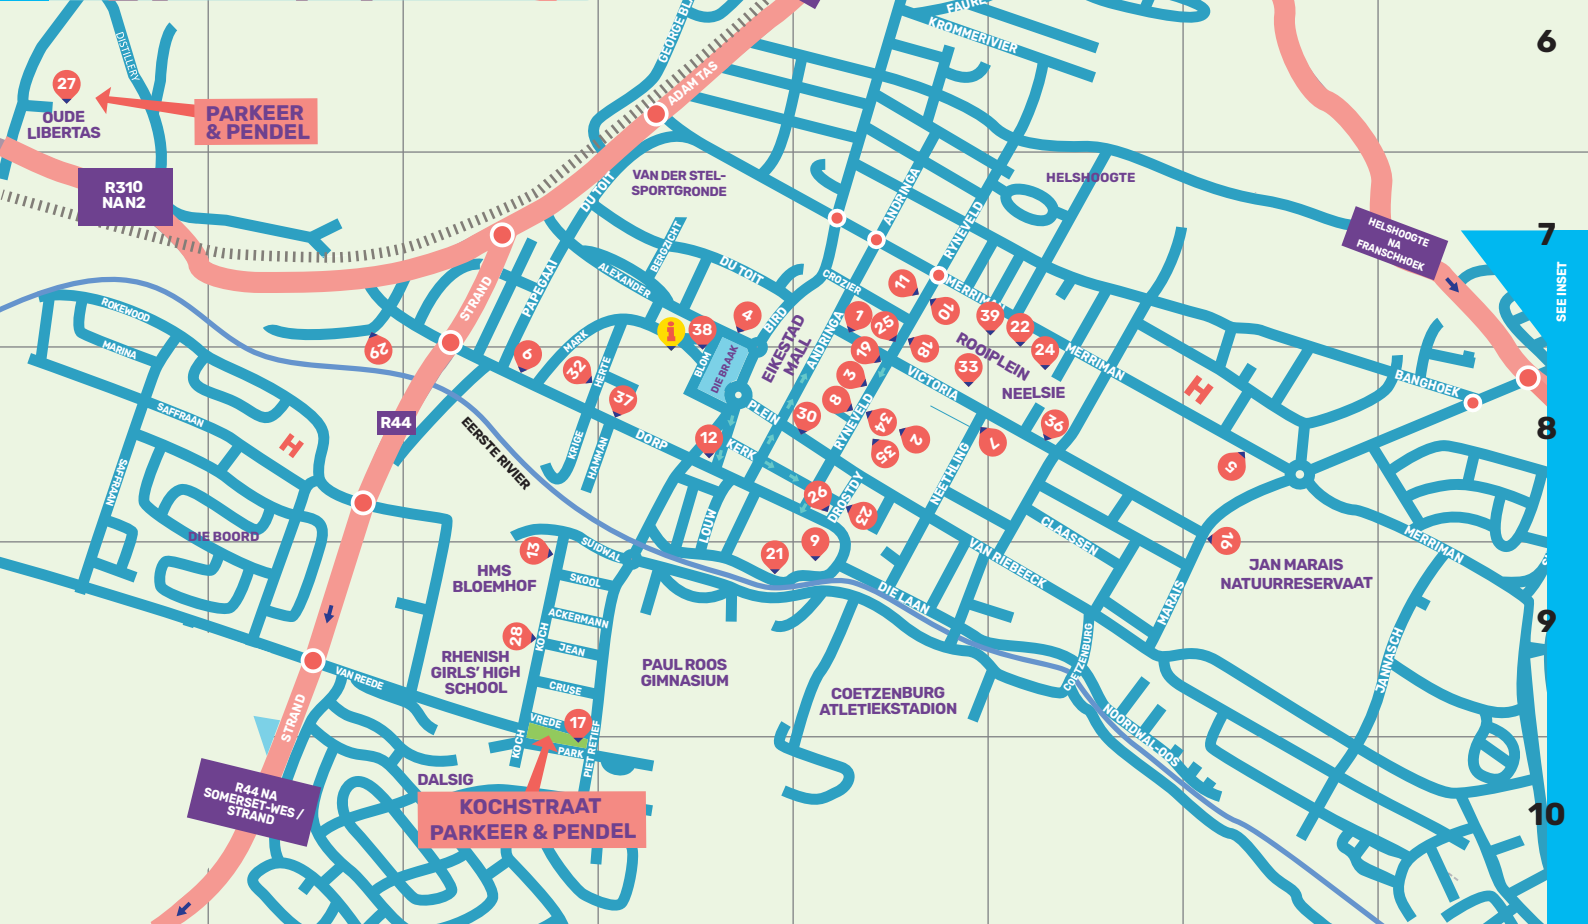 6
FAURE
KROMMERIVIER
GEORGE BL
DISTILLERY
ADAM TAS
27
OUDE
LIBERTAS
PARKEER
& PENDEL
R310
NA N2
VAN DER STEL-
SPORTGRONDE
HELSHOOGTE
DU TOIT
ANDRINGA
RYNEVELD
HELSHOOGTE
NA
FRANSCHHOEK
7
SEE INSET
BERGZICHT
DU TOIT
ALEXANDER
PAPEGAAI
STRAND
CROZIER
MERRIMAN
11
10
39
22
24
ROKEWOOD
MARINA
29
6
MARK
32
HERTE
37
i
38
4
BIRD
BLOM
DIE BRAAK
EIKESTAD
MALL
ANDRINGA
1
25
19
18
3
8
33
ROOIPLEIN
NEELSIE
VICTORIA
MERRIMAN
BANGHOEK
H
8
SAFFRAAN
R44
H
EERSTE RIVIER
DORP
KRIGE
HAMMAN
12
KERK
PLEIN
30
RYNEVELD
34
2
35
7
36
5
NEETHLING
SAFFRAAN
DIE BOORD
LOUW
26
DROSTDY
23
9
21
13
SUIDWAL
HMS
BLOEMHOF
SKOOL
ACKERMANN
JEAN
CRUSE
KOCH
28
RHENISH
GIRLS' HIGH
SCHOOL
CLAASSEN
VAN RIEBEECK
DIE LAAN
16
JAN MARAIS
NATUURRESERVAAT
MERRIMAN
MARAIS
9
COETZENBURG
JANNASCH
PAUL ROOS
GIMNASIUM
COETZENBURG
ATLETIEKSTADION
NOORDWAL-OOS
VAN REEDE
STRAND
VREDE
17
PARK
KOCH
PIET RETIEF
DALSIG
KOCHSTRAAT
PARKEER & PENDEL
R44 NA
SOMERSET-WES /
STRAND
10